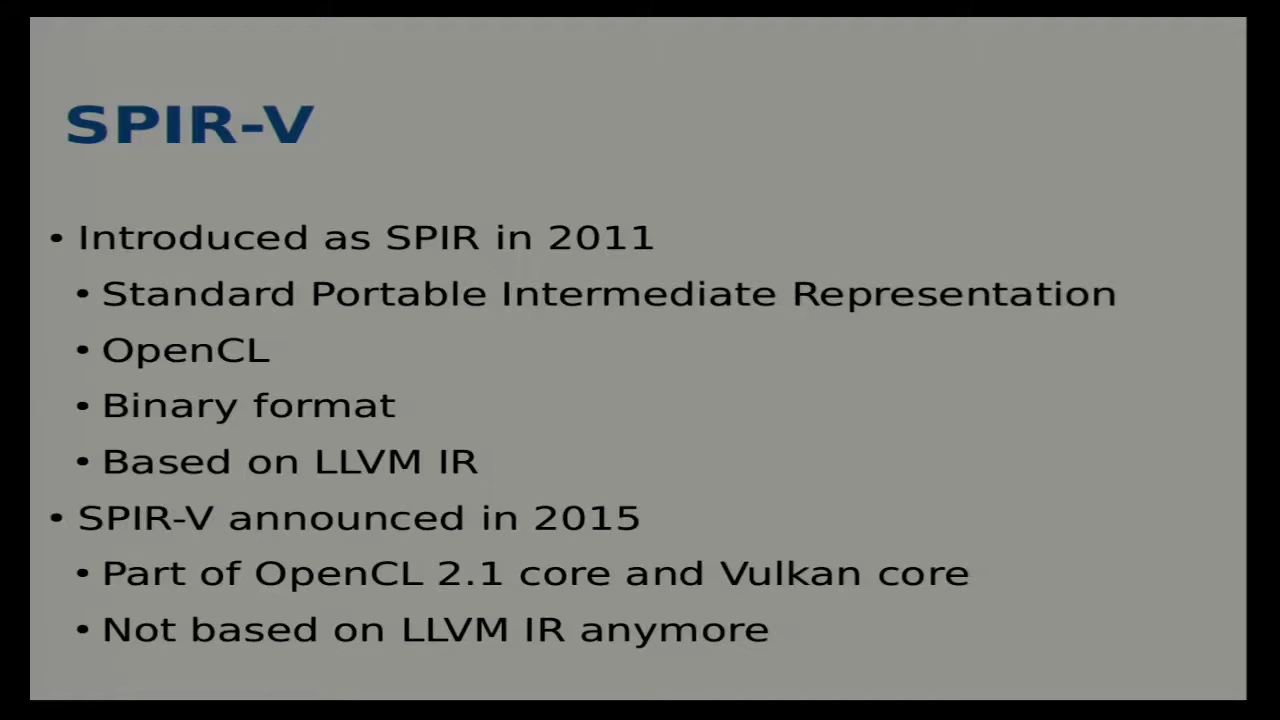 SPIR-V
• Introduced as SPIR in 2011
• Standard Portable Intermediate Representation
• OpenCL
• Binary format
• Based on LLVM IR
• SPIR-V announced in 2015
• Part of OpenCL 2.1 core and Vulkan core
• Not based on LLVM IR anymore